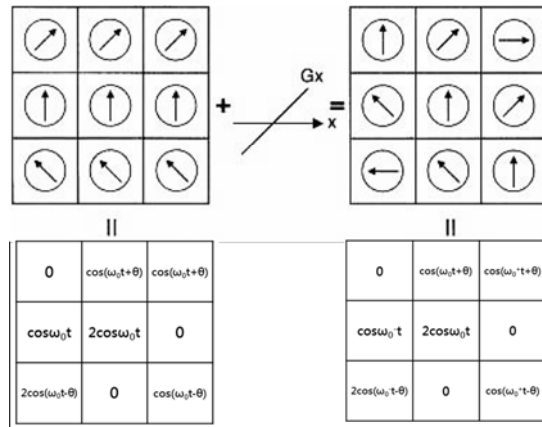 Gx
+ =
x
= =
0 cos(ω₀t+θ) cos(ω₀t+θ) 0 cos(ω₀t+θ) cos(ω₀⁺t+θ)
cosω₀t 2cosω₀t 0 cosω₀⁻t 2cosω₀t 0
2cos(ω₀t-θ) 0 cos(ω₀t-θ) 2cos(ω₀⁻t-θ) 0 cos(ω₀⁺t-θ)